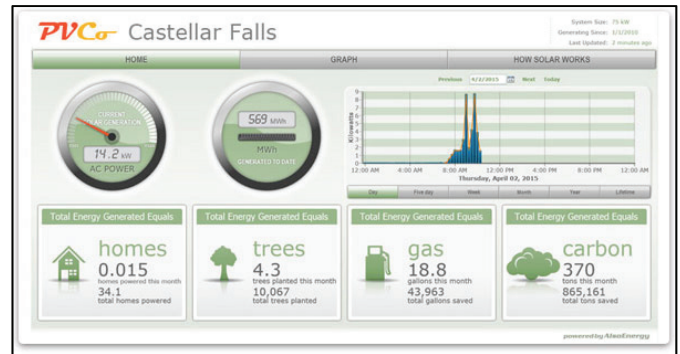 PVCo Castellar Falls
System Size: 75 kW
Generating Since: 1/1/2010
Last Updated: 2 minutes ago
HOME GRAPH HOW SOLAR WORKS
CURRENT
SOLAR GENERATION
14.2 kW
AC POWER
569 MWh
MWh
GENERATED TO DATE
Previous 4/2/2015 Next Today
Kilowatts
9
8
7
6
5
4
3
2
1
0
12:00 AM 4:00 AM 8:00 AM 12:00 PM 4:00 PM 8:00 PM 12:00 AM
Thursday, April 02, 2015
Day Five day Week Month Year Lifetime
Total Energy Generated Equals
homes
0.015
homes powered this month
34.1
total homes powered
Total Energy Generated Equals
trees
4.3
trees planted this month
10,067
total trees planted
Total Energy Generated Equals
gas
18.8
gallons this month
43,963
total gallons saved
Total Energy Generated Equals
carbon
370
tons this month
865,161
total tons saved
powered by AlsoEnergy